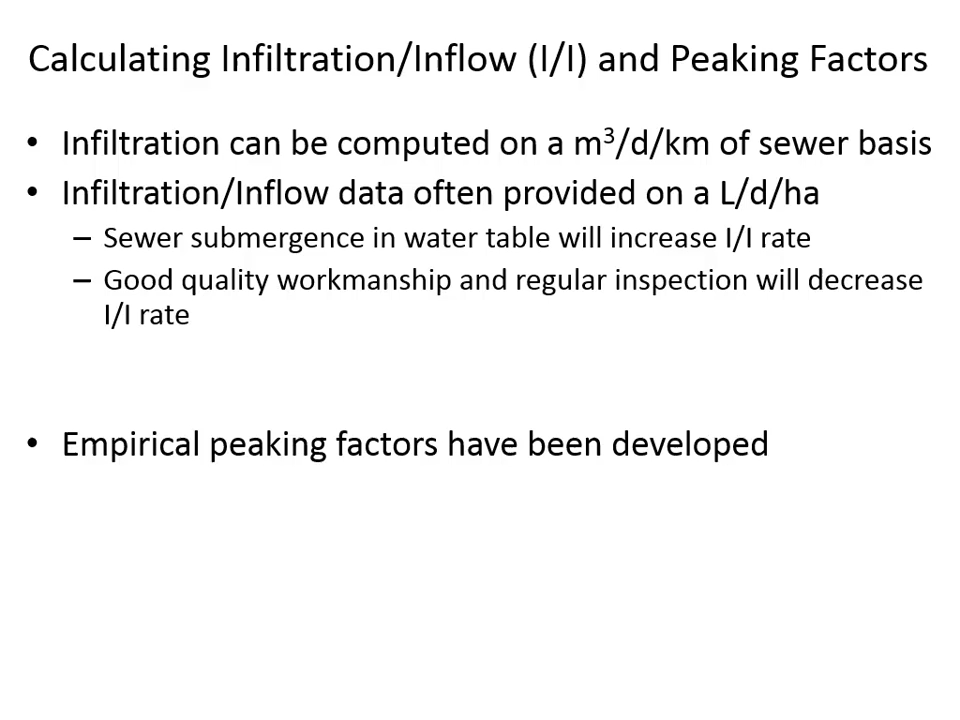 Calculating Infiltration/Inflow (I/I) and Peaking Factors
• Infiltration can be computed on a m³/d/km of sewer basis
• Infiltration/Inflow data often provided on a L/d/ha
– Sewer submergence in water table will increase I/I rate
– Good quality workmanship and regular inspection will decrease
I/I rate
• Empirical peaking factors have been developed